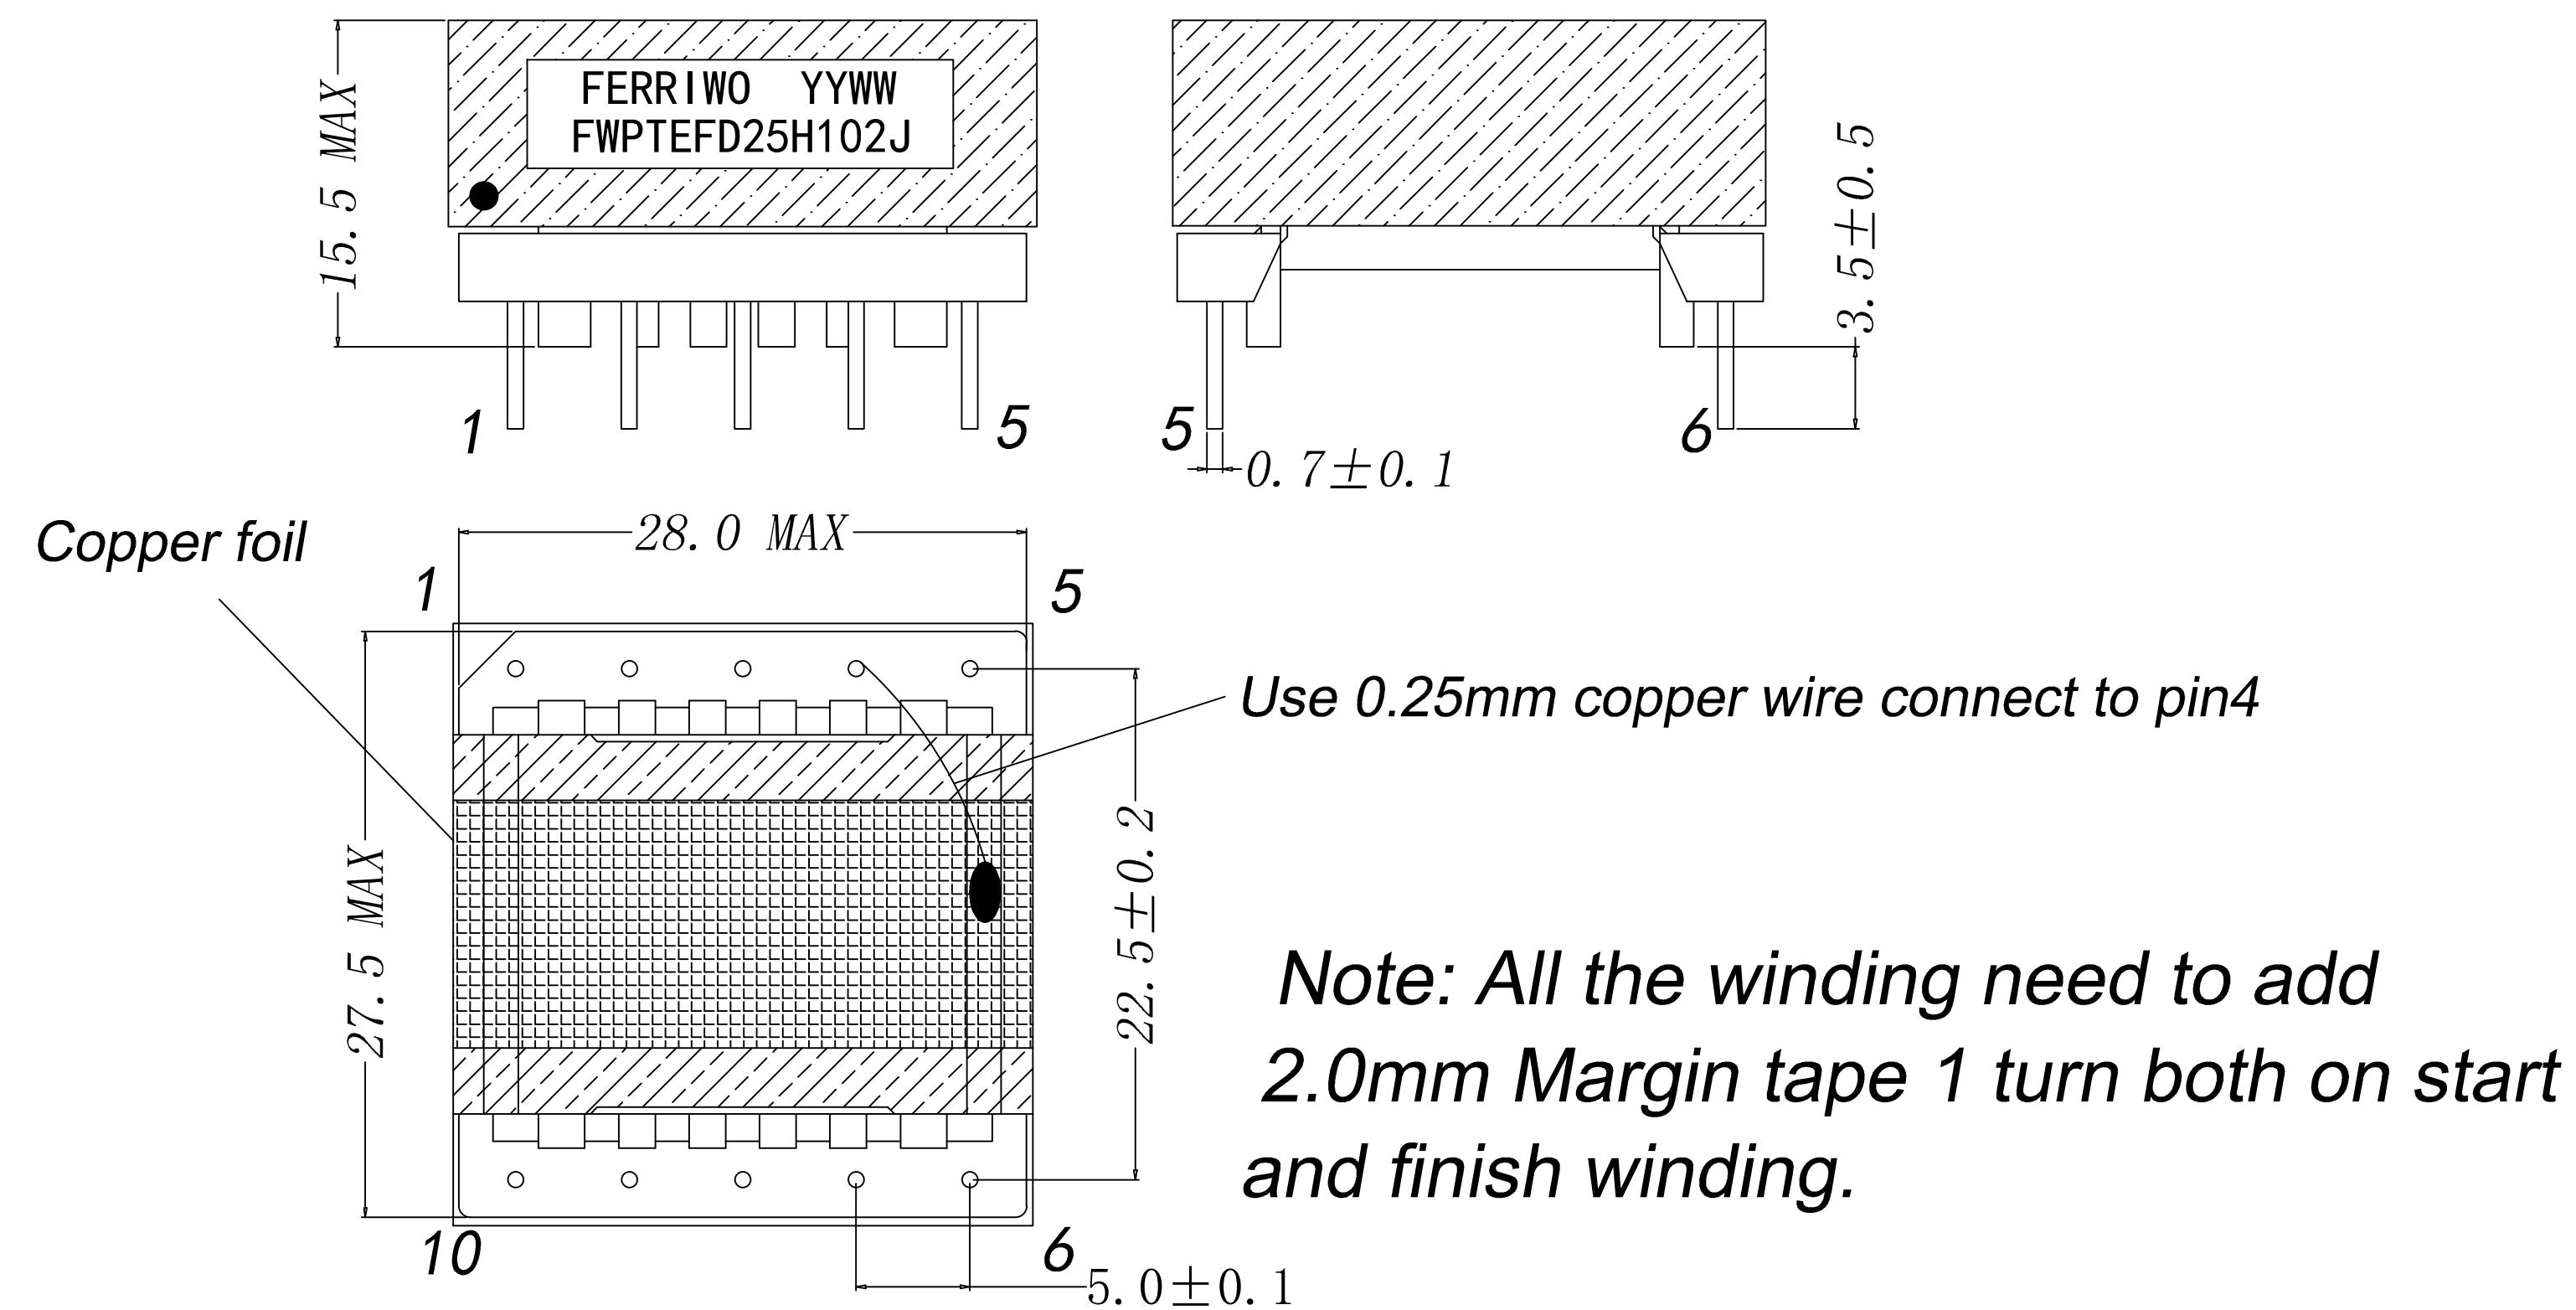 FERRIWO YYWW
FWPTEFD25H102J
15.5 MAX
3.5±0.5
1
5
5
6
0.7±0.1
Copper foil
28.0 MAX
1
5
Use 0.25mm copper wire connect to pin4
27.5 MAX
22.5±0.2
Note: All the winding need to add
2.0mm Margin tape 1 turn both on start
and finish winding.
10
6
5.0±0.1